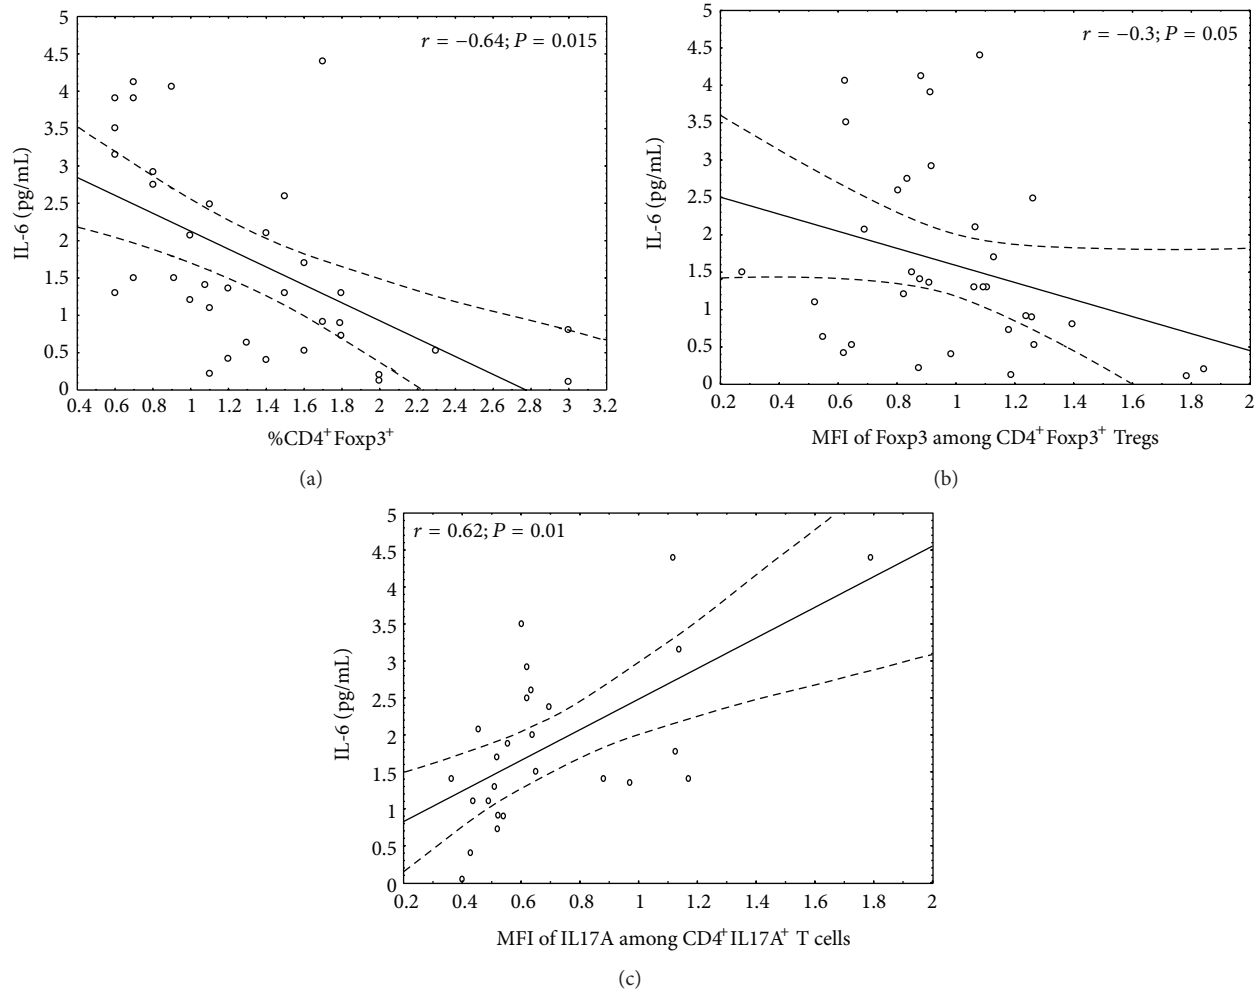 r = −0.64; P = 0.015
5
4.5
4
3.5
3
2.5
2
1.5
1
0.5
0
IL-6 (pg/mL)
0.4 0.6 0.8 1 1.2 1.4 1.6 1.8 2 2.2 2.4 2.6 2.8 3 3.2
%CD4+Foxp3+
(a)
r = −0.3; P = 0.05
5
4.5
4
3.5
3
2.5
2
1.5
1
0.5
0
IL-6 (pg/mL)
0.2 0.4 0.6 0.8 1 1.2 1.4 1.6 1.8 2
MFI of Foxp3 among CD4+Foxp3+ Tregs
(b)
r = 0.62; P = 0.01
5
4.5
4
3.5
3
2.5
2
1.5
1
0.5
0
IL-6 (pg/mL)
0.2 0.4 0.6 0.8 1 1.2 1.4 1.6 1.8 2
MFI of IL17A among CD4+IL17A+ T cells
(c)